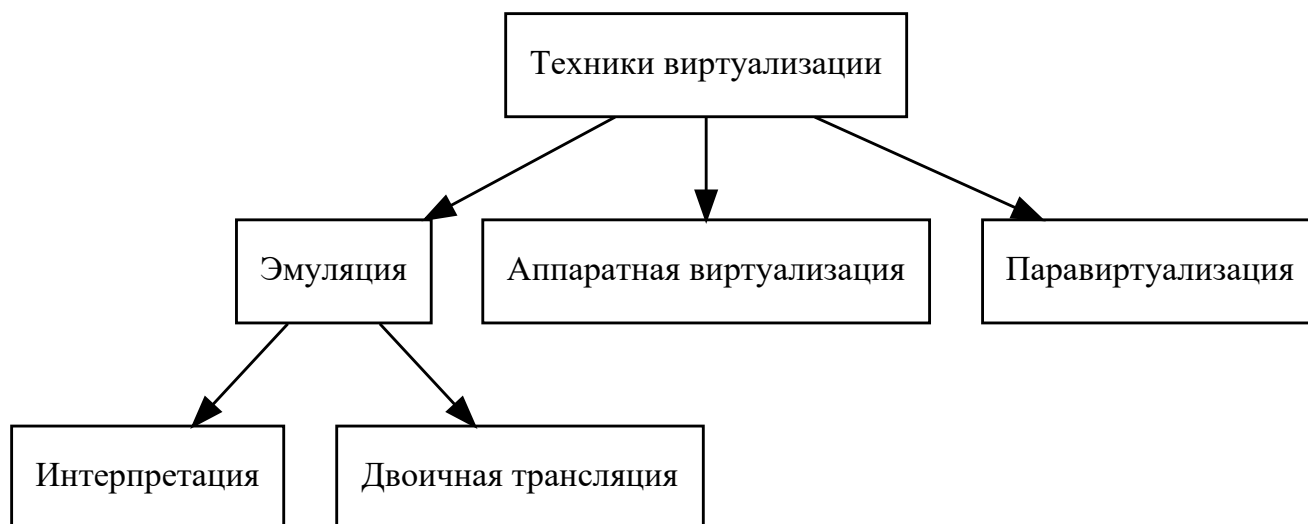 Техники виртуализации
Эмуляция
Аппаратная виртуализация
Паравиртуализация
Интерпретация
Двоичная трансляция